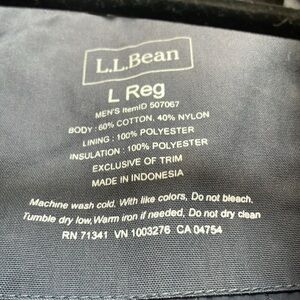 L.L.Bean
L Reg
MEN'S ItemID 507067
BODY : 60% COTTON, 40% NYLON
LINING : 100% POLYESTER
INSULATION : 100% POLYESTER
EXCLUSIVE OF TRIM
MADE IN INDONESIA
Machine wash cold, With like colors, Do not bleach,
Tumble dry low, Warm iron if needed, Do not dry clean
RN 71341 VN 1003276 CA 04754